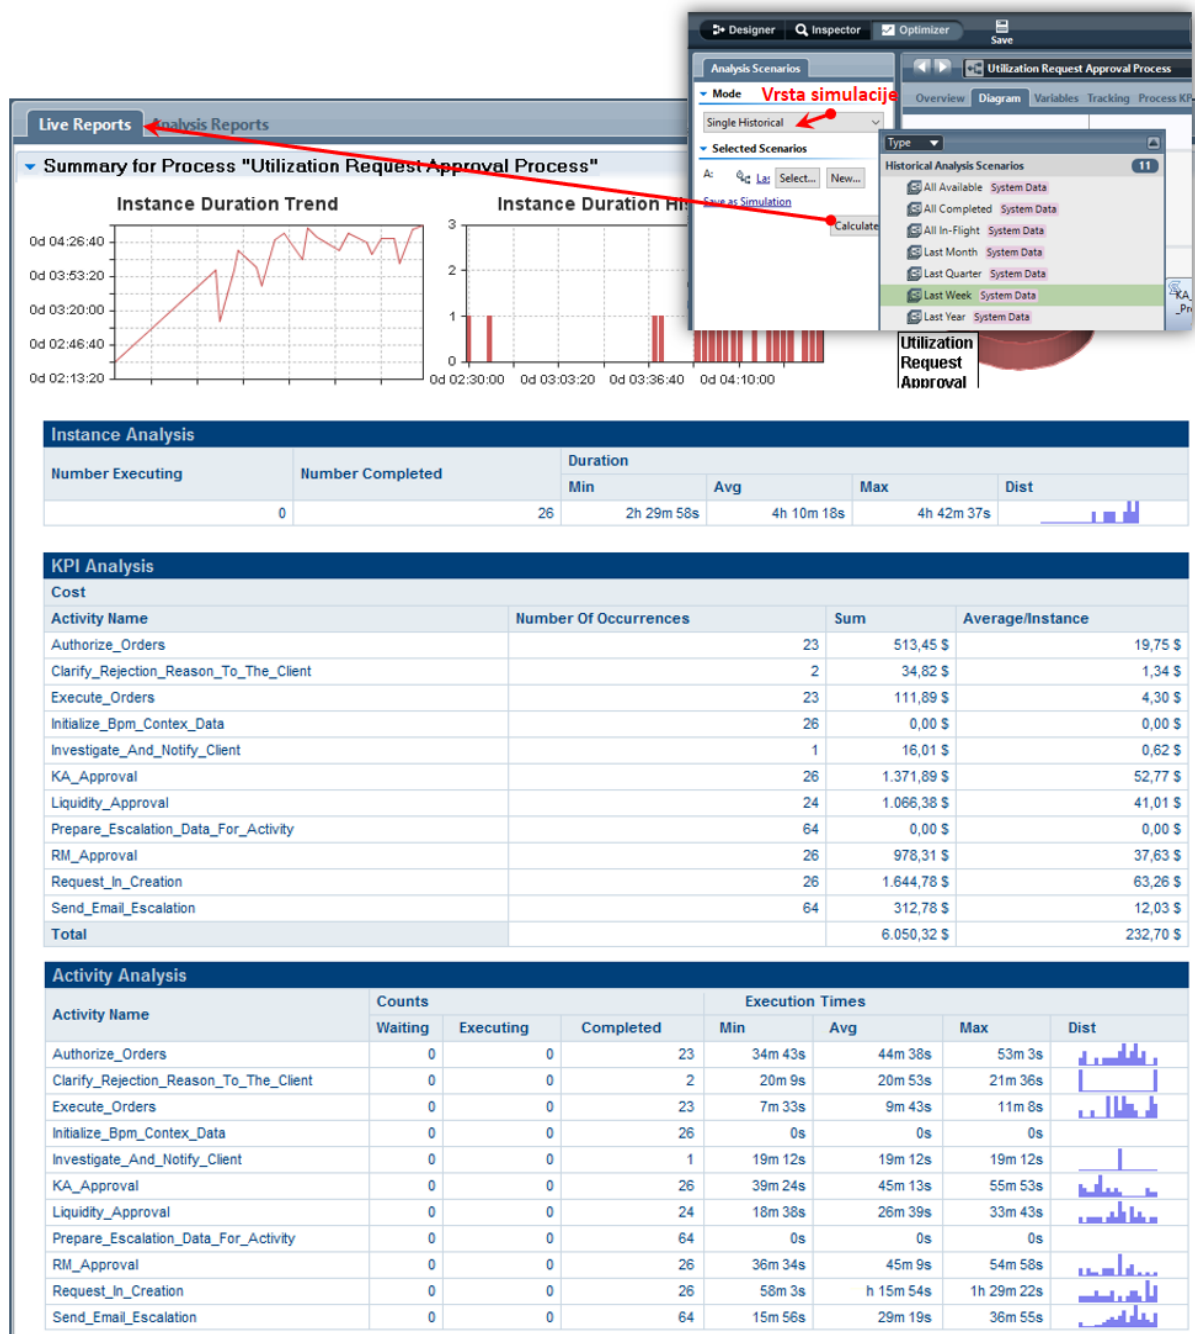 Designer Inspector Optimizer Save
Analysis Scenarios
Utilization Request Approval Process
Mode
Vrsta simulacije
Overview Diagram Variables Tracking Process KP
Single Historical
Selected Scenarios
A: La: Select... New...
Save as Simulation
Calculate
Type
Historical Analysis Scenarios 11
All Available System Data
All Completed System Data
All In-Flight System Data
Last Month System Data
Last Quarter System Data
Last Week System Data
Last Year System Data
KA_
_Pr
Live Reports Analysis Reports
Summary for Process "Utilization Request Approval Process"
Instance Duration Trend
0d 04:26:40
0d 03:53:20
0d 03:20:00
0d 02:46:40
0d 02:13:20
Instance Duration Hi
3
2
1
0
0d 02:30:00 0d 03:03:20 0d 03:36:40 0d 04:10:00
Utilization
Request
Approval
Instance Analysis
Number Executing Number Completed Duration
Min Avg Max Dist
0 26 2h 29m 58s 4h 10m 18s 4h 42m 37s
KPI Analysis
Cost
Activity Name Number Of Occurrences Sum Average/Instance
Authorize_Orders 23 513,45 $ 19,75 $
Clarify_Rejection_Reason_To_The_Client 2 34,82 $ 1,34 $
Execute_Orders 23 111,89 $ 4,30 $
Initialize_Bpm_Contex_Data 26 0,00 $ 0,00 $
Investigate_And_Notify_Client 1 16,01 $ 0,62 $
KA_Approval 26 1.371,89 $ 52,77 $
Liquidity_Approval 24 1.066,38 $ 41,01 $
Prepare_Escalation_Data_For_Activity 64 0,00 $ 0,00 $
RM_Approval 26 978,31 $ 37,63 $
Request_In_Creation 26 1.644,78 $ 63,26 $
Send_Email_Escalation 64 312,78 $ 12,03 $
Total 6.050,32 $ 232,70 $
Activity Analysis
Activity Name Counts Execution Times
Waiting Executing Completed Min Avg Max Dist
Authorize_Orders 0 0 23 34m 43s 44m 38s 53m 3s
Clarify_Rejection_Reason_To_The_Client 0 0 2 20m 9s 20m 53s 21m 36s
Execute_Orders 0 0 23 7m 33s 9m 43s 11m 8s
Initialize_Bpm_Contex_Data 0 0 26 0s 0s 0s
Investigate_And_Notify_Client 0 0 1 19m 12s 19m 12s 19m 12s
KA_Approval 0 0 26 39m 24s 45m 13s 55m 53s
Liquidity_Approval 0 0 24 18m 38s 26m 39s 33m 43s
Prepare_Escalation_Data_For_Activity 0 0 64 0s 0s 0s
RM_Approval 0 0 26 36m 34s 45m 9s 54m 58s
Request_In_Creation 0 0 26 58m 3s h 15m 54s 1h 29m 22s
Send_Email_Escalation 0 0 64 15m 56s 29m 19s 36m 55s